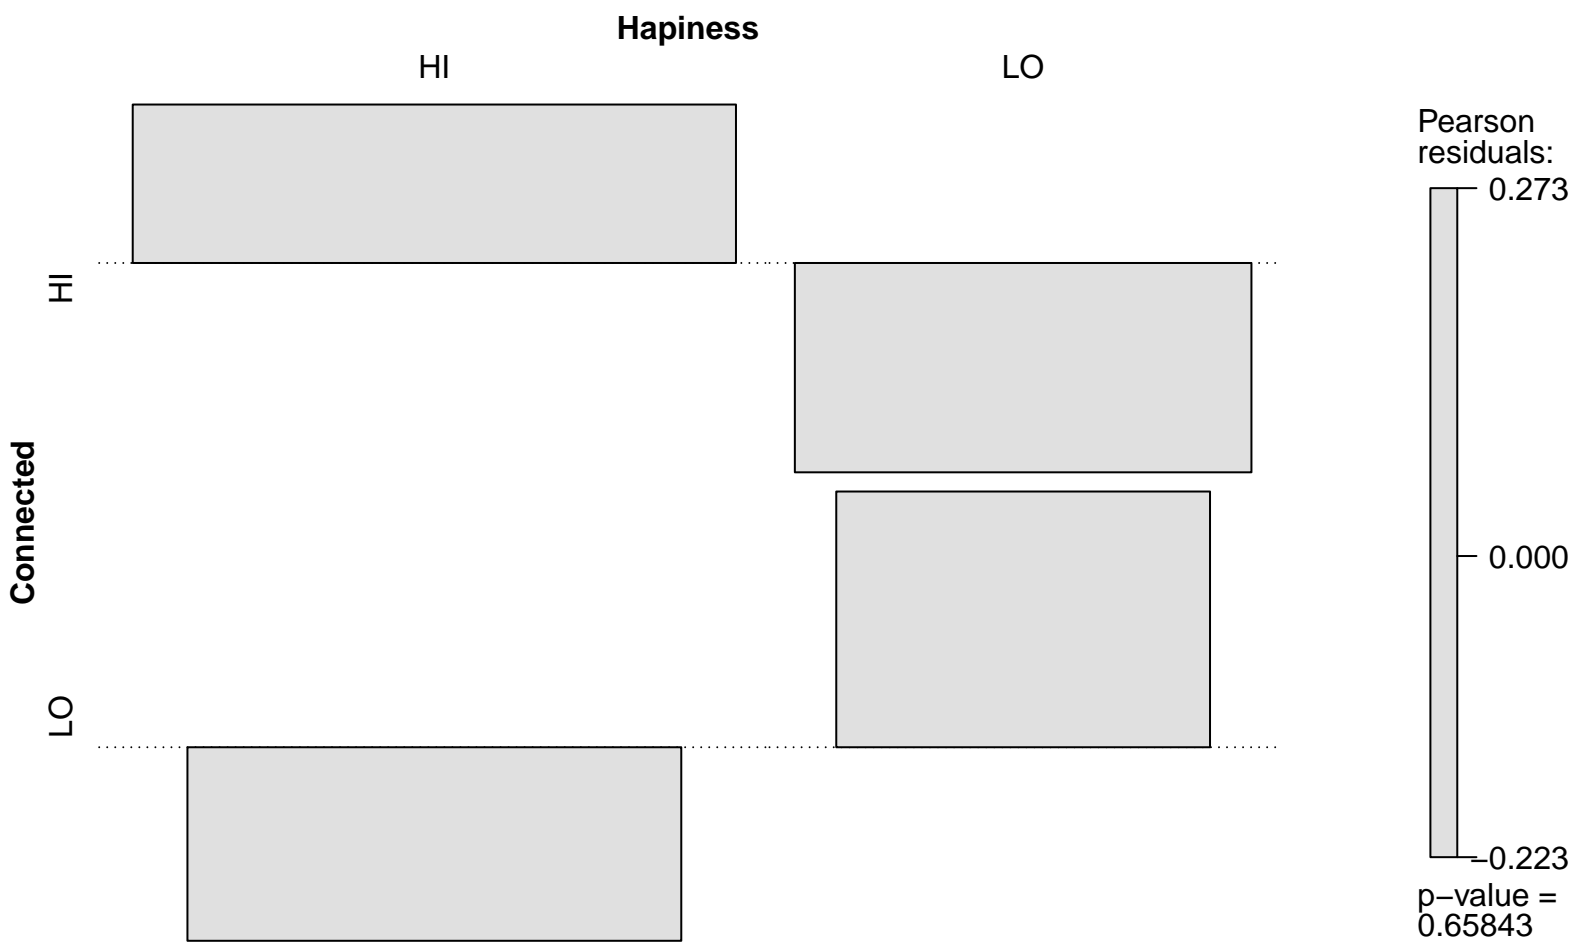 Hapiness
HI
LO
HI
Connected
LO
Pearson
residuals:
0.273
0.000
−0.223
p−value =
0.65843